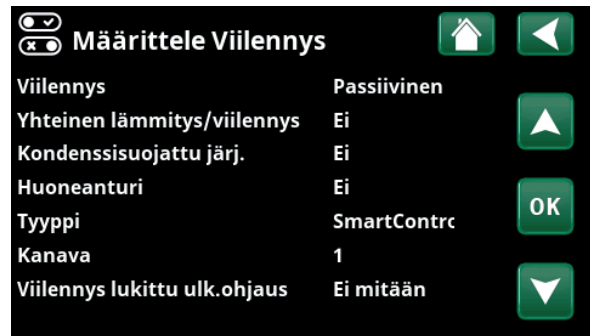 Määrittele Viilennys
Viilennys Passiivinen
Yhteinen lämmitys/viilennys Ei
Kondenssisuojattu järj. Ei
Huoneanturi Ei
Tyyppi SmartContro
Kanava 1
Viilennys lukittu ulk.ohjaus Ei mitään
OK